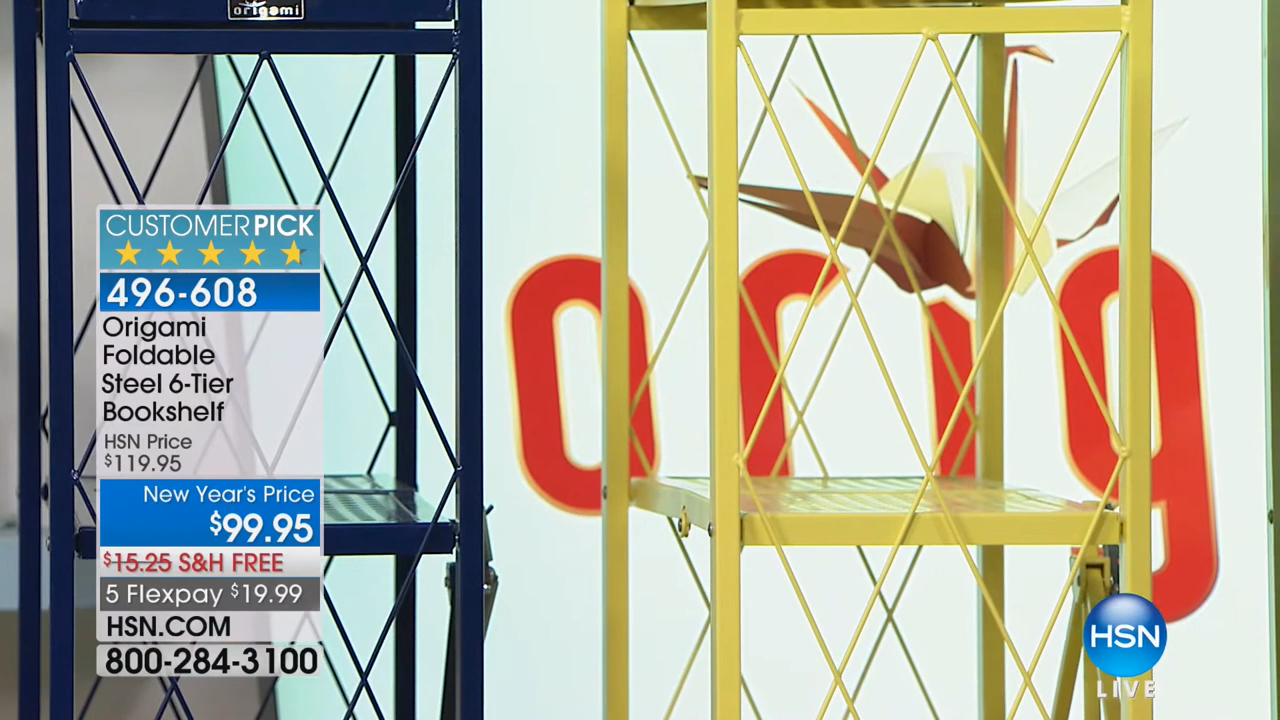 origami
CUSTOMER PICK
496-608
Origami
Foldable
Steel 6-Tier
Bookshelf
HSN Price
$119.95
New Year's Price
$99.95
$15.25 S&H FREE
5 Flexpay $19.99
HSN.COM
800-284-3100
orig
HSN
LIVE